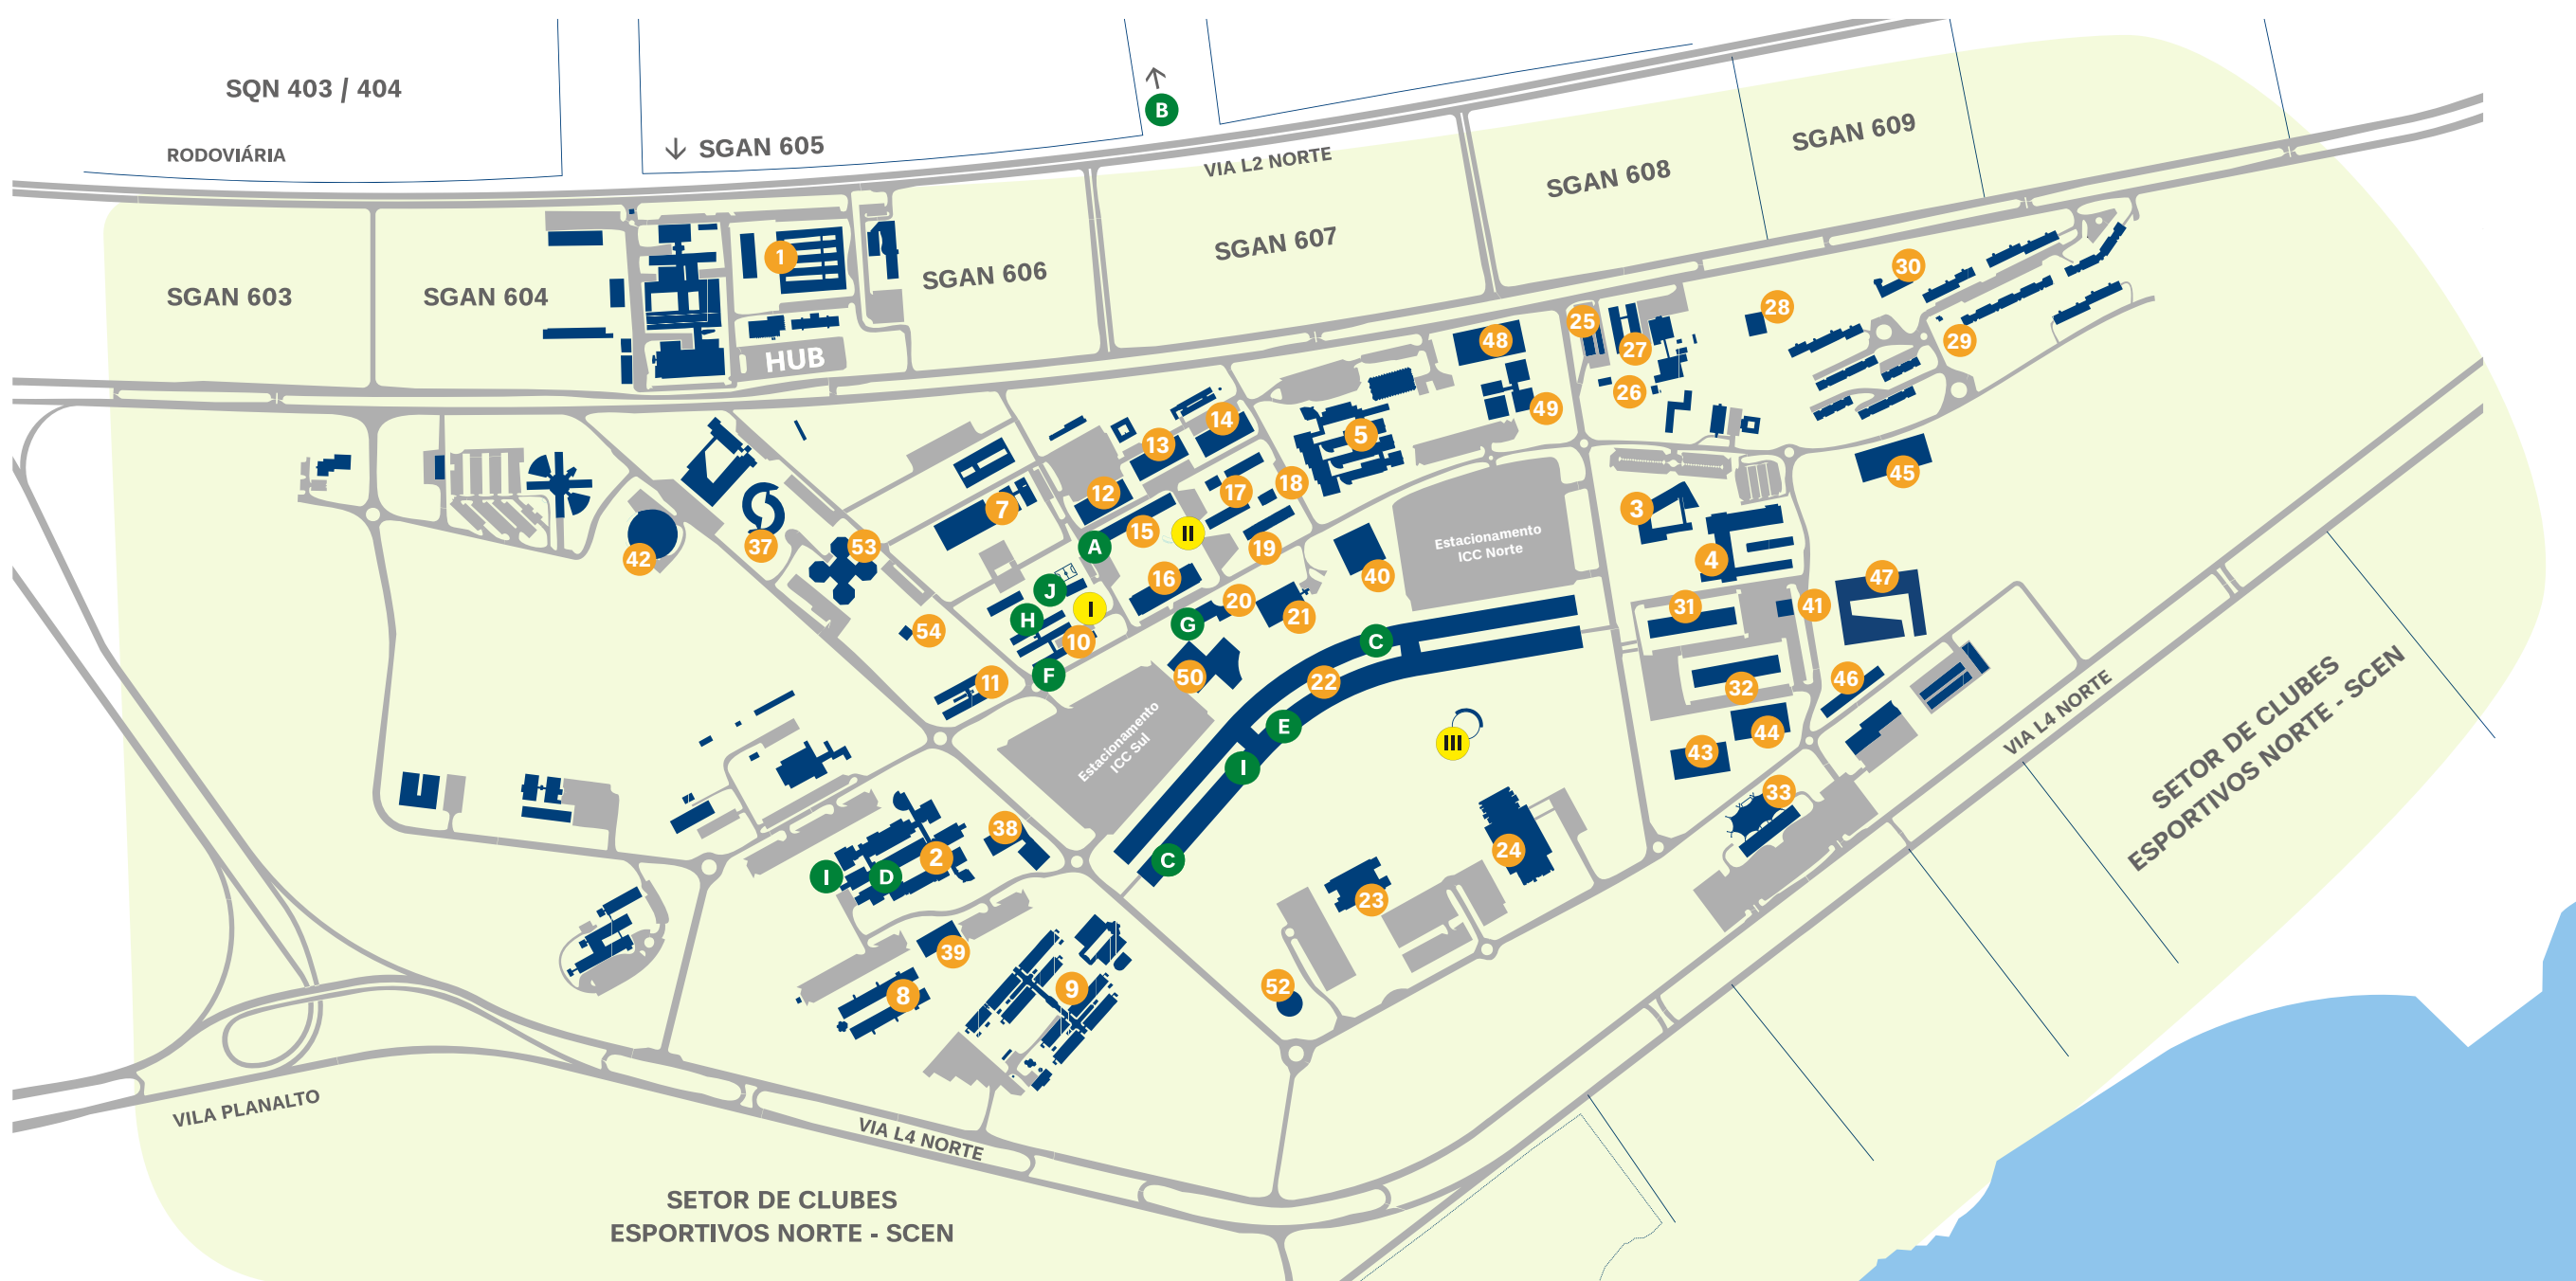 SQN 403 / 404
B
RODOVIÁRIA
SGAN 605
VIA L2 NORTE
SGAN 609
SGAN 608
SGAN 607
SGAN 606
SGAN 603
SGAN 604
1
HUB
30
28
25
27
29
48
26
49
14
5
13
45
12
17
18
7
3
15
II
A
53
37
42
19
Estacionamento
ICC Norte
4
16
40
47
J
I
20
21
31
41
H
G
54
10
C
F
50
22
11
32
46
E
III
44
43
Estacionamento
ICC Sul
I
VIA L4 NORTE
SETOR DE CLUBES
ESPORTIVOS NORTE - SCEN
33
38
2
24
C
I
D
23
39
52
9
8
VILA PLANALTO
VIA L4 NORTE
SETOR DE CLUBES
ESPORTIVOS NORTE - SCEN